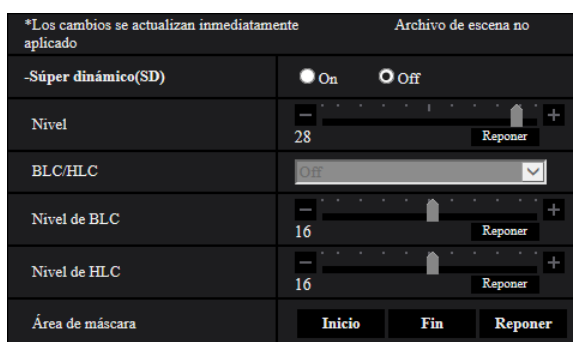 *Los cambios se actualizan inmediatamente Archivo de escena no
aplicado
-Súper dinámico(SD) On Off
Nivel 28 Reponer
BLC/HLC Off
Nivel de BLC 16 Reponer
Nivel de HLC 16 Reponer
Área de máscara Inicio Fin Reponer